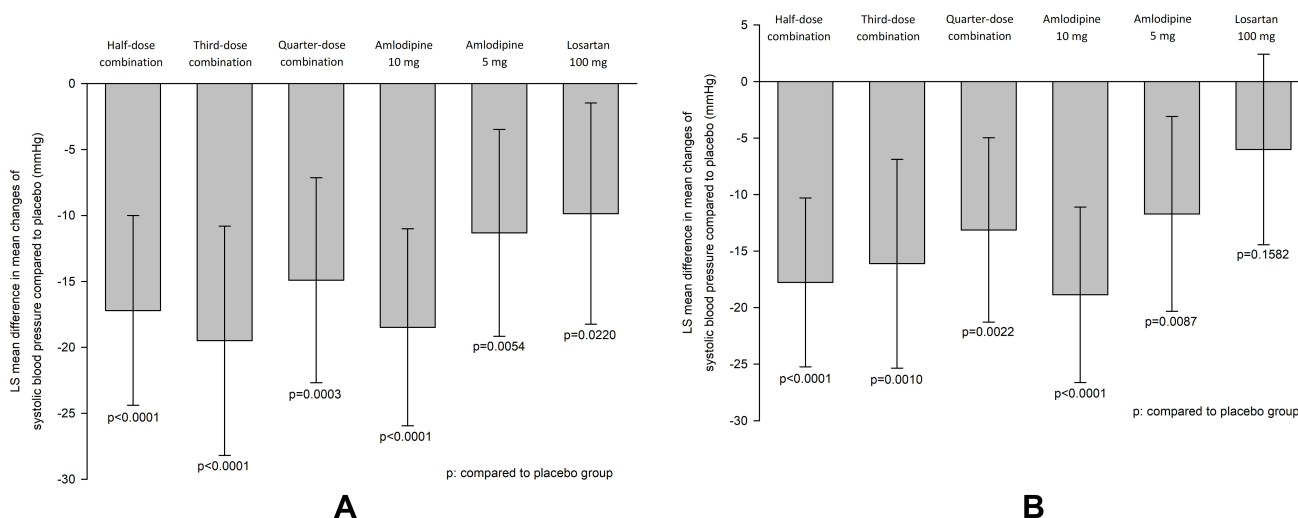 Half-dose combination
Third-dose combination
Quarter-dose combination
Amlodipine 10 mg
Amlodipine 5 mg
Losartan 100 mg
LS mean difference in mean changes of
systolic blood pressure compared to placebo (mmHg)
0
-5
-10
-15
-20
-25
-30
p<0.0001
p<0.0001
p=0.0003
p<0.0001
p=0.0054
p=0.0220
p: compared to placebo group
A
Half-dose combination
Third-dose combination
Quarter-dose combination
Amlodipine 10 mg
Amlodipine 5 mg
Losartan 100 mg
LS mean difference in mean changes of
systolic blood pressure compared to placebo (mmHg)
5
0
-5
-10
-15
-20
-25
-30
p<0.0001
p=0.0010
p=0.0022
p<0.0001
p=0.0087
p=0.1582
p: compared to placebo group
B